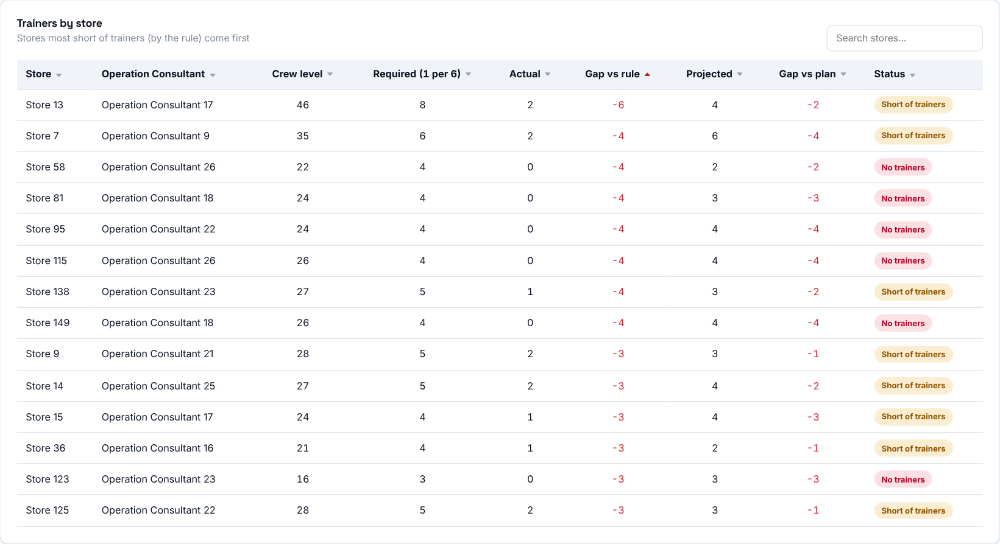 Trainers by store
Stores most short of trainers (by the rule) come first
Search stores...
Store Operation Consultant Crew level Required (1 per 6) Actual Gap vs rule Projected Gap vs plan Status
Store 13 Operation Consultant 17 46 8 2 -6 4 -2 Short of trainers
Store 7 Operation Consultant 9 35 6 2 -4 6 -4 Short of trainers
Store 58 Operation Consultant 26 22 4 0 -4 2 -2 No trainers
Store 81 Operation Consultant 18 24 4 0 -4 3 -3 No trainers
Store 95 Operation Consultant 22 24 4 0 -4 4 -4 No trainers
Store 115 Operation Consultant 26 26 4 0 -4 4 -4 No trainers
Store 138 Operation Consultant 23 27 5 1 -4 3 -2 Short of trainers
Store 149 Operation Consultant 18 26 4 0 -4 4 -4 No trainers
Store 9 Operation Consultant 21 28 5 2 -3 3 -1 Short of trainers
Store 14 Operation Consultant 25 27 5 2 -3 4 -2 Short of trainers
Store 15 Operation Consultant 17 24 4 1 -3 4 -3 Short of trainers
Store 36 Operation Consultant 16 21 4 1 -3 2 -1 Short of trainers
Store 123 Operation Consultant 23 16 3 0 -3 3 -3 No trainers
Store 125 Operation Consultant 22 28 5 2 -3 3 -1 Short of trainers